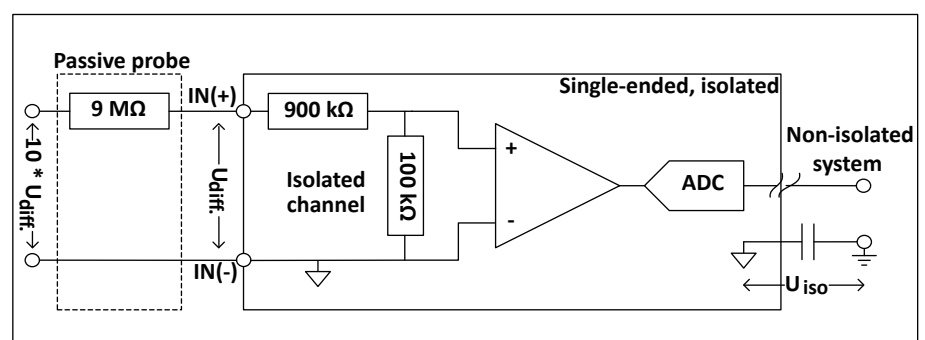 Passive probe
Single-ended, isolated
IN(+)
9 MΩ
900 kΩ
Non-isolated
system
10 * Udiff.
Udiff.
Isolated
channel
100 kΩ
+
-
ADC
IN(-)
Uiso